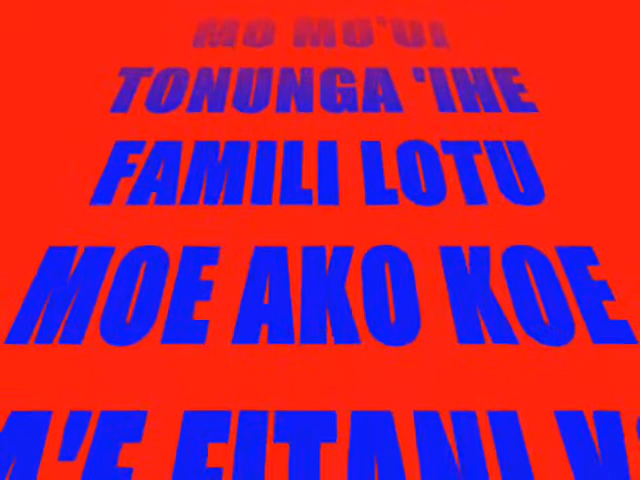 MO MO'UI
TONUNGA 'IHE
FAMILI LOTU
MOE AKO KOE